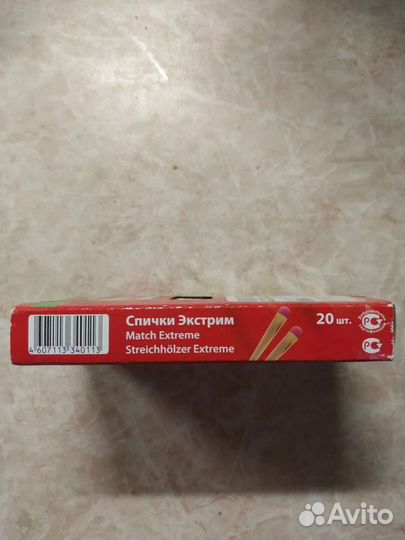 Спички Экстрим
Match Extreme
Streichhölzer Extreme
20 шт.
4 607113 340113
Avito